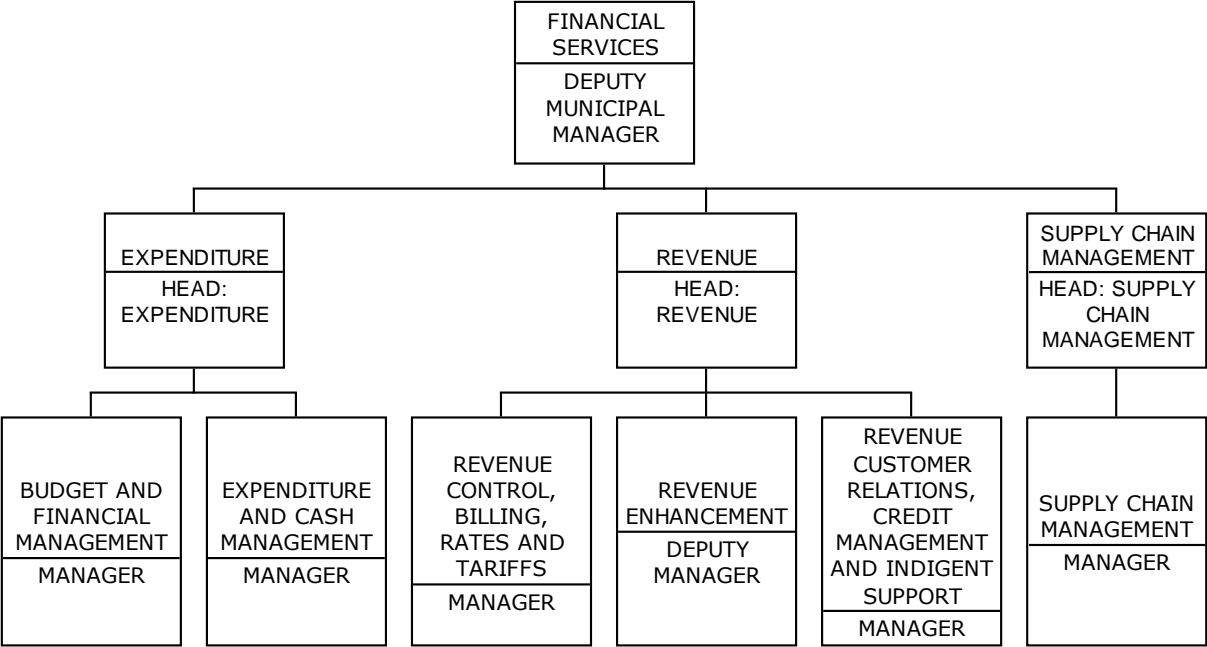 FINANCIAL
SERVICES
DEPUTY
MUNICIPAL
MANAGER
EXPENDITURE
HEAD:
EXPENDITURE
REVENUE
HEAD:
REVENUE
SUPPLY CHAIN
MANAGEMENT
HEAD: SUPPLY
CHAIN
MANAGEMENT
BUDGET AND
FINANCIAL
MANAGEMENT
MANAGER
EXPENDITURE
AND CASH
MANAGEMENT
MANAGER
REVENUE
CONTROL,
BILLING,
RATES AND
TARIFFS
MANAGER
REVENUE
ENHANCEMENT
DEPUTY
MANAGER
REVENUE
CUSTOMER
RELATIONS,
CREDIT
MANAGEMENT
AND INDIGENT
SUPPORT
MANAGER
SUPPLY CHAIN
MANAGEMENT
MANAGER